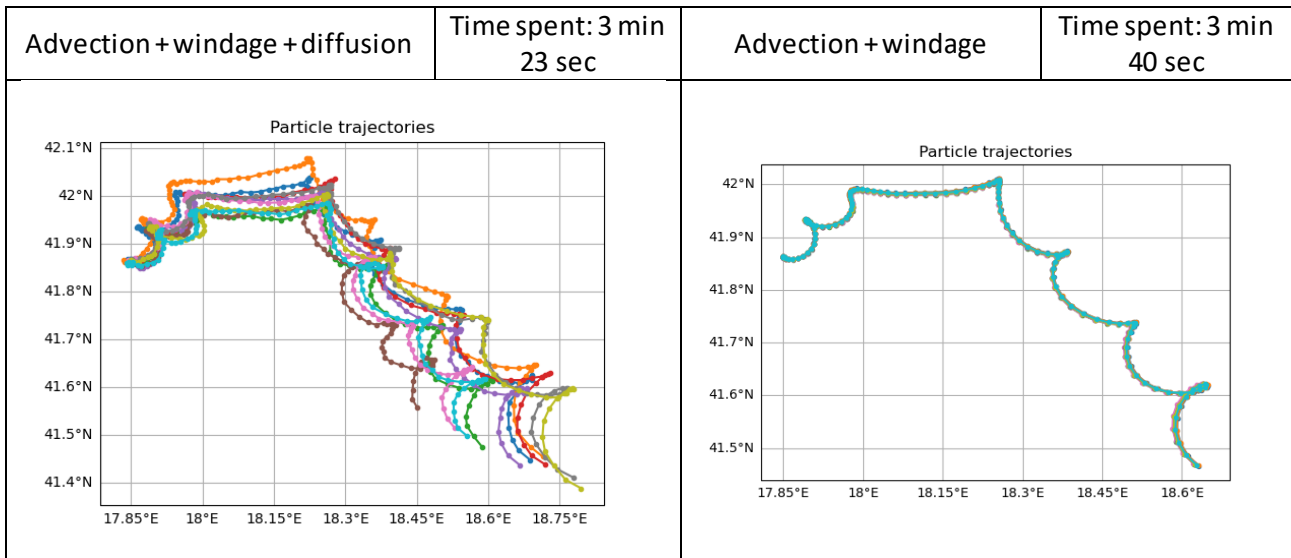 Advection + windage + diffusion
Time spent: 3 min
23 sec
Advection + windage
Time spent: 3 min
40 sec
Particle trajectories
42.1°N
42°N
41.9°N
41.8°N
41.7°N
41.6°N
41.5°N
41.4°N
17.85°E 18°E 18.15°E 18.3°E 18.45°E 18.6°E 18.75°E
Particle trajectories
42°N
41.9°N
41.8°N
41.7°N
41.6°N
41.5°N
17.85°E 18°E 18.15°E 18.3°E 18.45°E 18.6°E